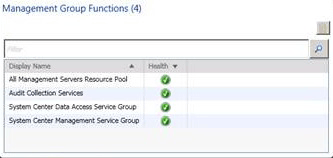 Management Group Functions (4)
Filter
Display Name Health
All Management Servers Resource Pool
Audit Collection Services
System Center Data Access Service Group
System Center Management Service Group